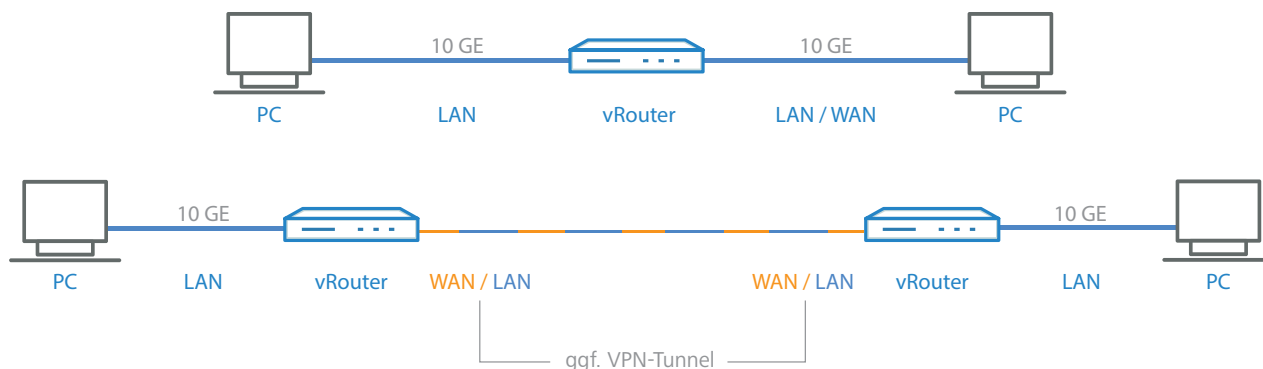 10 GE 10 GE
PC LAN vRouter LAN / WAN PC
10 GE 10 GE
PC LAN vRouter WAN / LAN WAN / LAN vRouter LAN PC
ggf. VPN-Tunnel